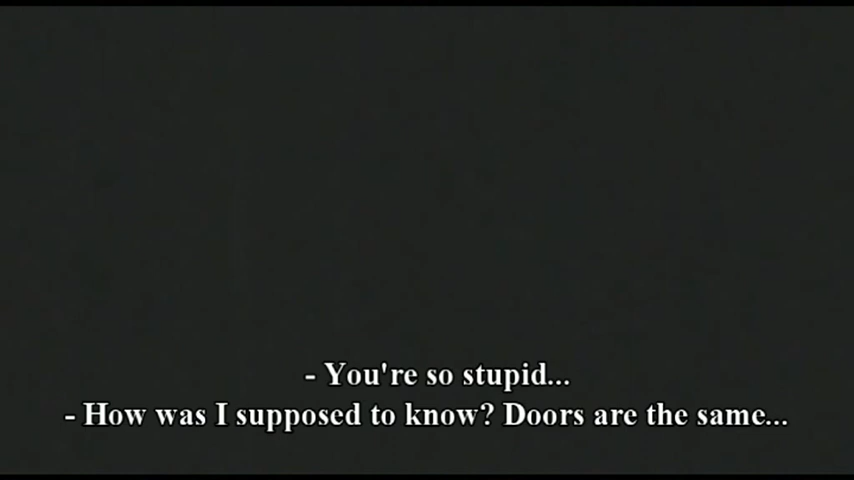 - You're so stupid...
- How was I supposed to know? Doors are the same...